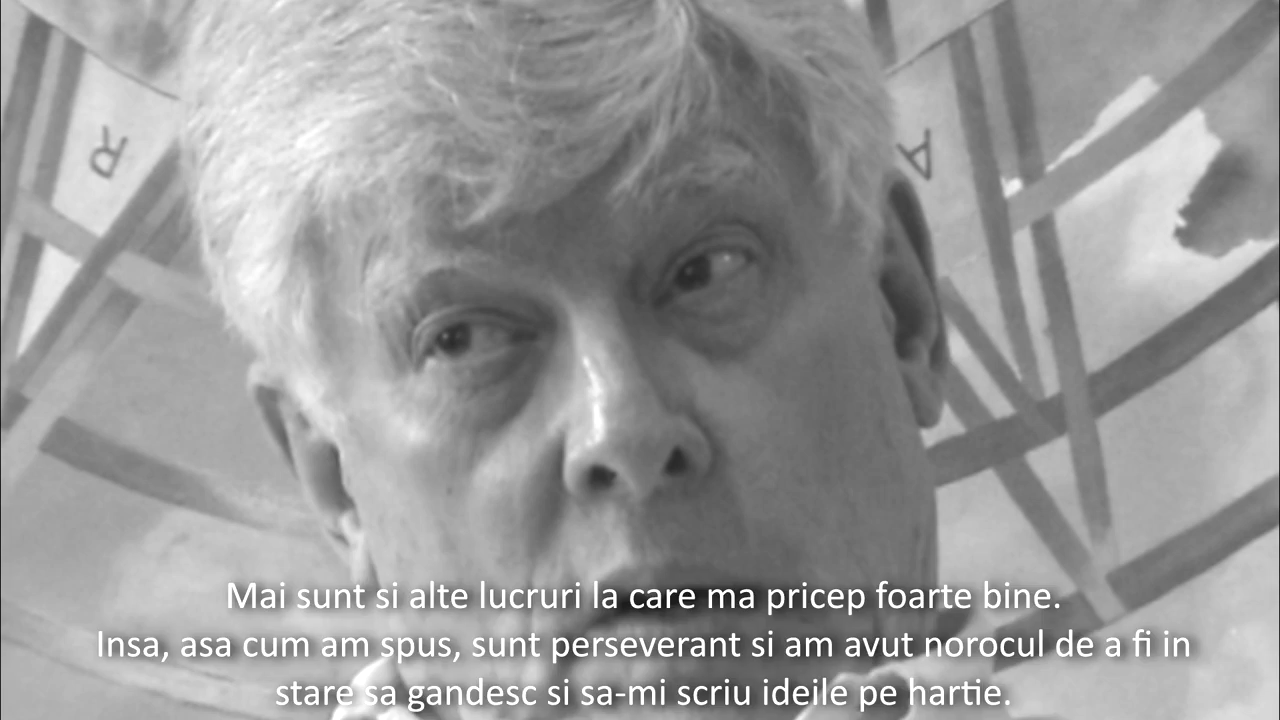 R
A
Mai sunt si alte lucruri la care ma pricep foarte bine.
Insa, asa cum am spus, sunt perseverant si am avut norocul de a fi in
stare sa gandesc si sa-mi scriu ideile pe hartie.